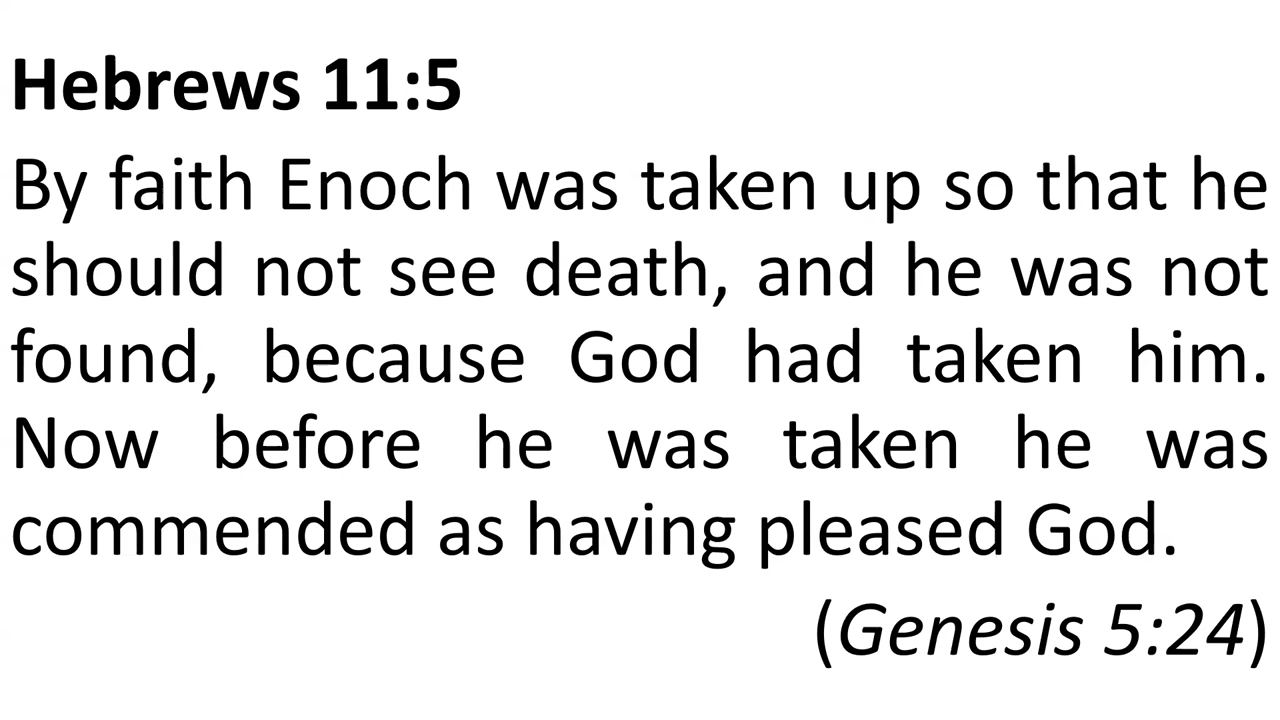 Hebrews 11:5
By faith Enoch was taken up so that he
should not see death, and he was not
found, because God had taken him.
Now before he was taken he was
commended as having pleased God.
(Genesis 5:24)